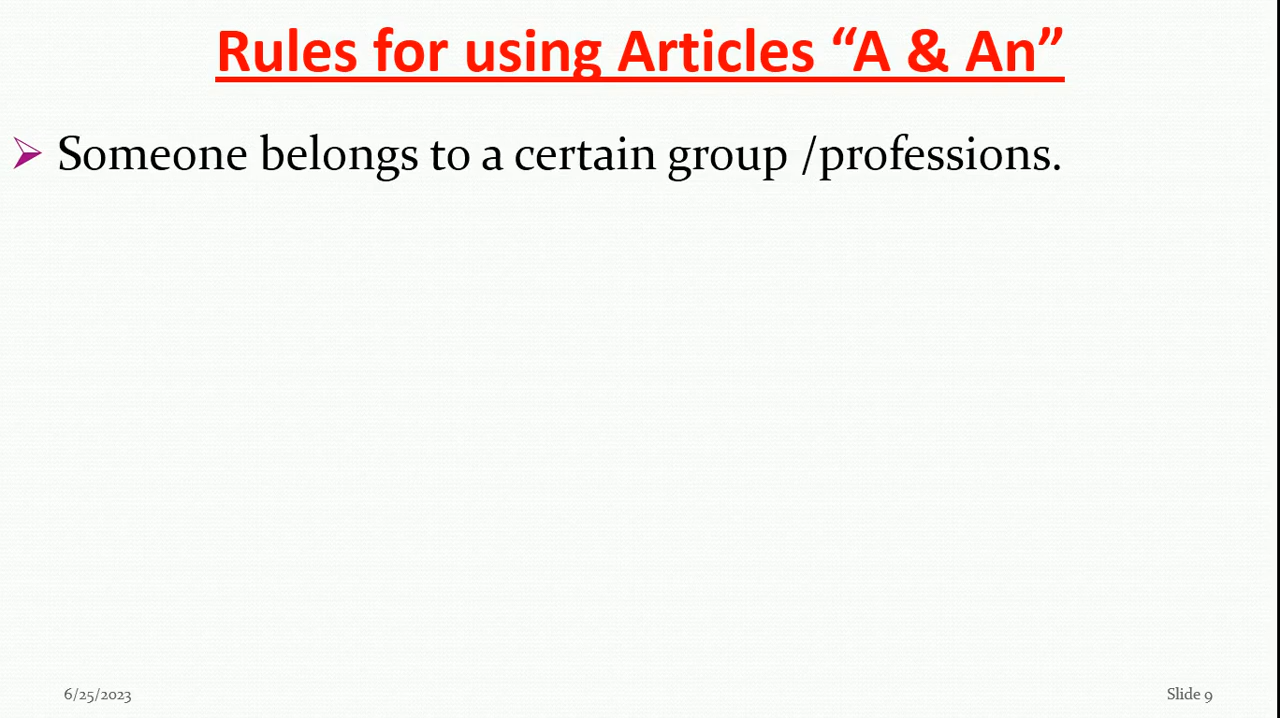 Rules for using Articles “A & An”
Someone belongs to a certain group /professions.
6/25/2023
Slide 9